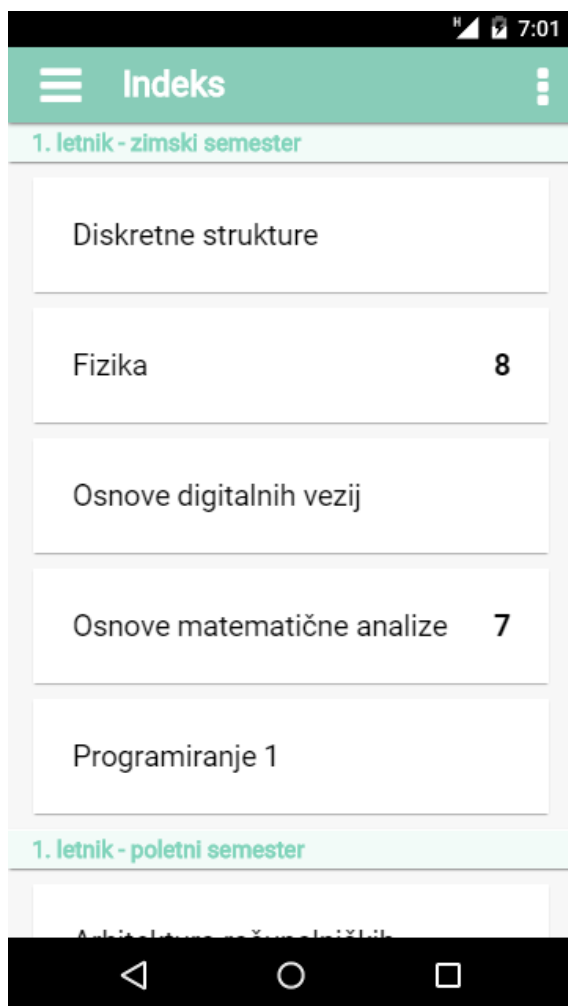 H 7:01
Indeks
1. letnik - zimski semester
Diskretne strukture
Fizika 8
Osnove digitalnih vezij
Osnove matematične analize 7
Programiranje 1
1. letnik - poletni semester